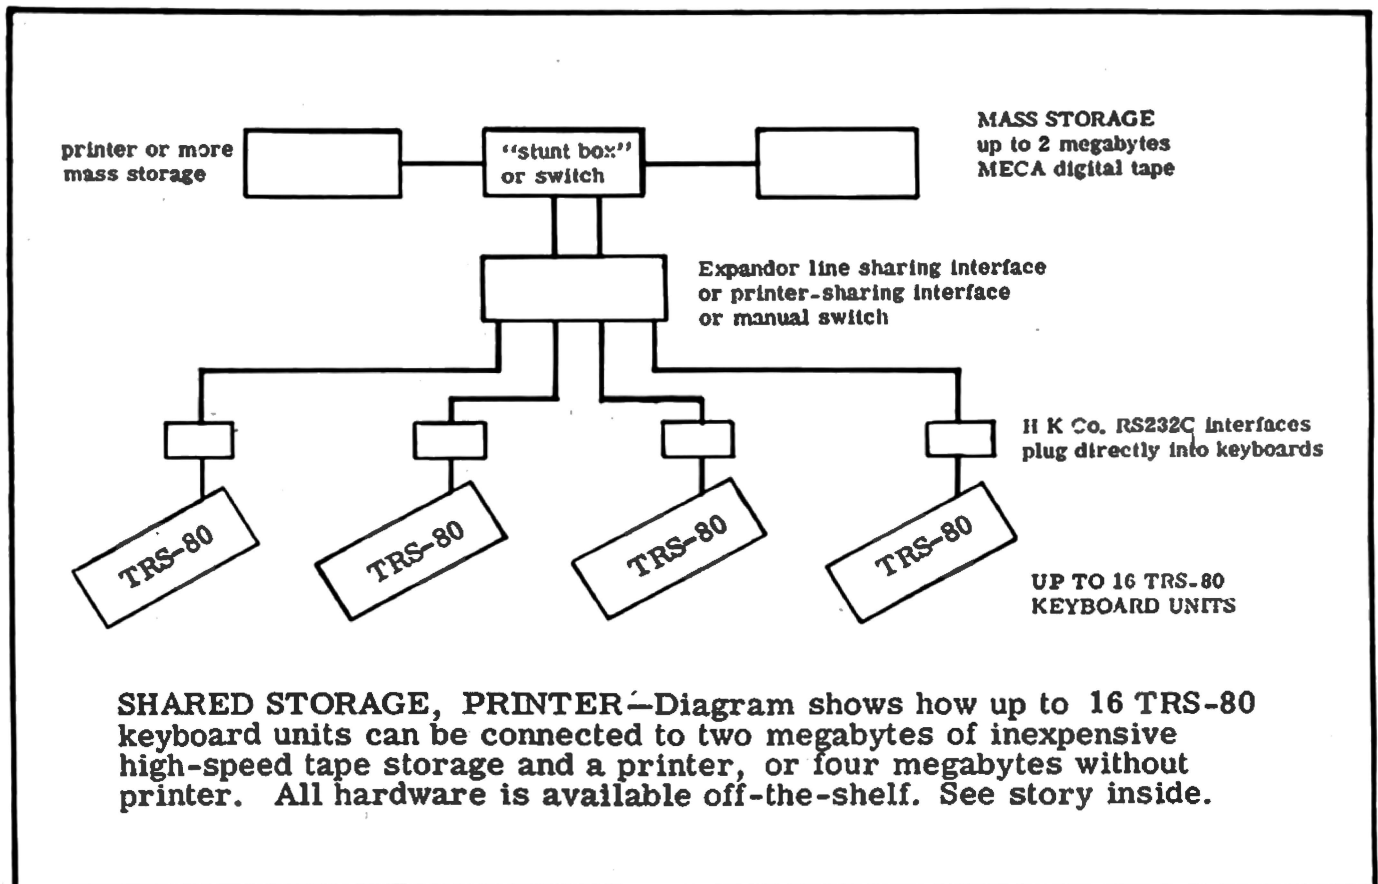 printer or more
mass storage
"stunt box"
or switch
MASS STORAGE
up to 2 megabytes
MECA digital tape
Expandor line sharing interface
or printer-sharing interface
or manual switch
H K Co. RS232C interfaces
plug directly into keyboards
TRS-80
TRS-80
TRS-80
TRS-80
UP TO 16 TRS-80
KEYBOARD UNITS
SHARED STORAGE, PRINTER—Diagram shows how up to 16 TRS-80
keyboard units can be connected to two megabytes of inexpensive
high-speed tape storage and a printer, or four megabytes without
printer. All hardware is available off-the-shelf. See story inside.